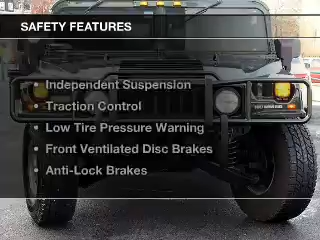 SAFETY FEATURES
• Independent Suspension
• Traction Control
• Low Tire Pressure Warning
• Front Ventilated Disc Brakes
• Anti-Lock Brakes